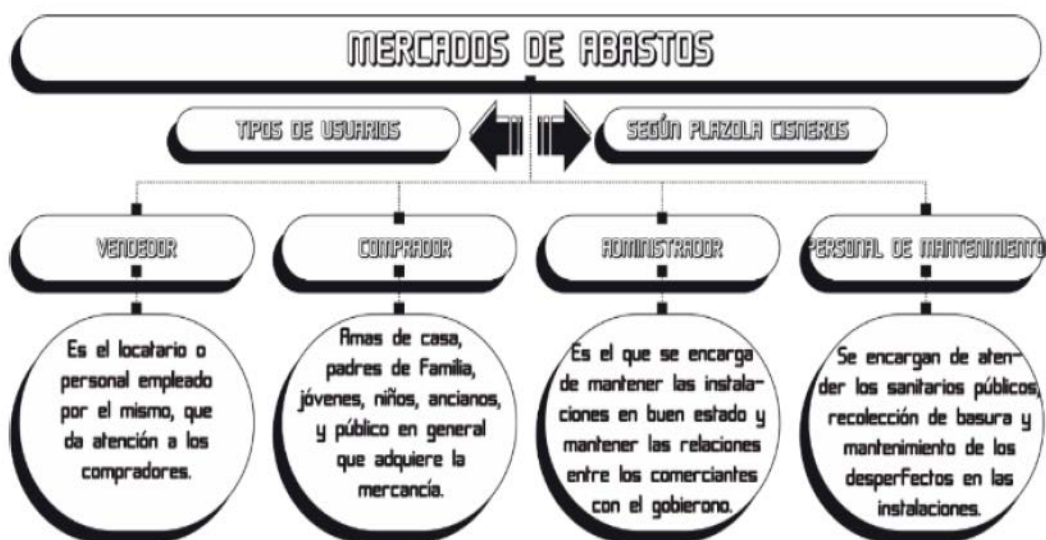 MERCADOS DE ABASTOS
TIPOS DE USUARIOS
SEGÚN PLAZOLA CISNEROS
VENDEDOR
Es el locatario o
personal empleado
por el mismo, que
da atención a los
compradores.
COMPRADOR
Amas de casa,
padres de Familia,
jóvenes, niños, ancianos,
y público en general
que adquiere la
mercancía.
ADMINISTRADOR
Es el que se encarga
de mantener las instala-
ciones en buen estado y
mantener las relaciones
entre los comerciantes
con el gobierono.
PERSONAL DE MANTENIMIENTO
Se encargan de aten-
der los sanitarios públicos,
recolección de basura y
mantenimiento de los
desperfectos en las
instalaciones.